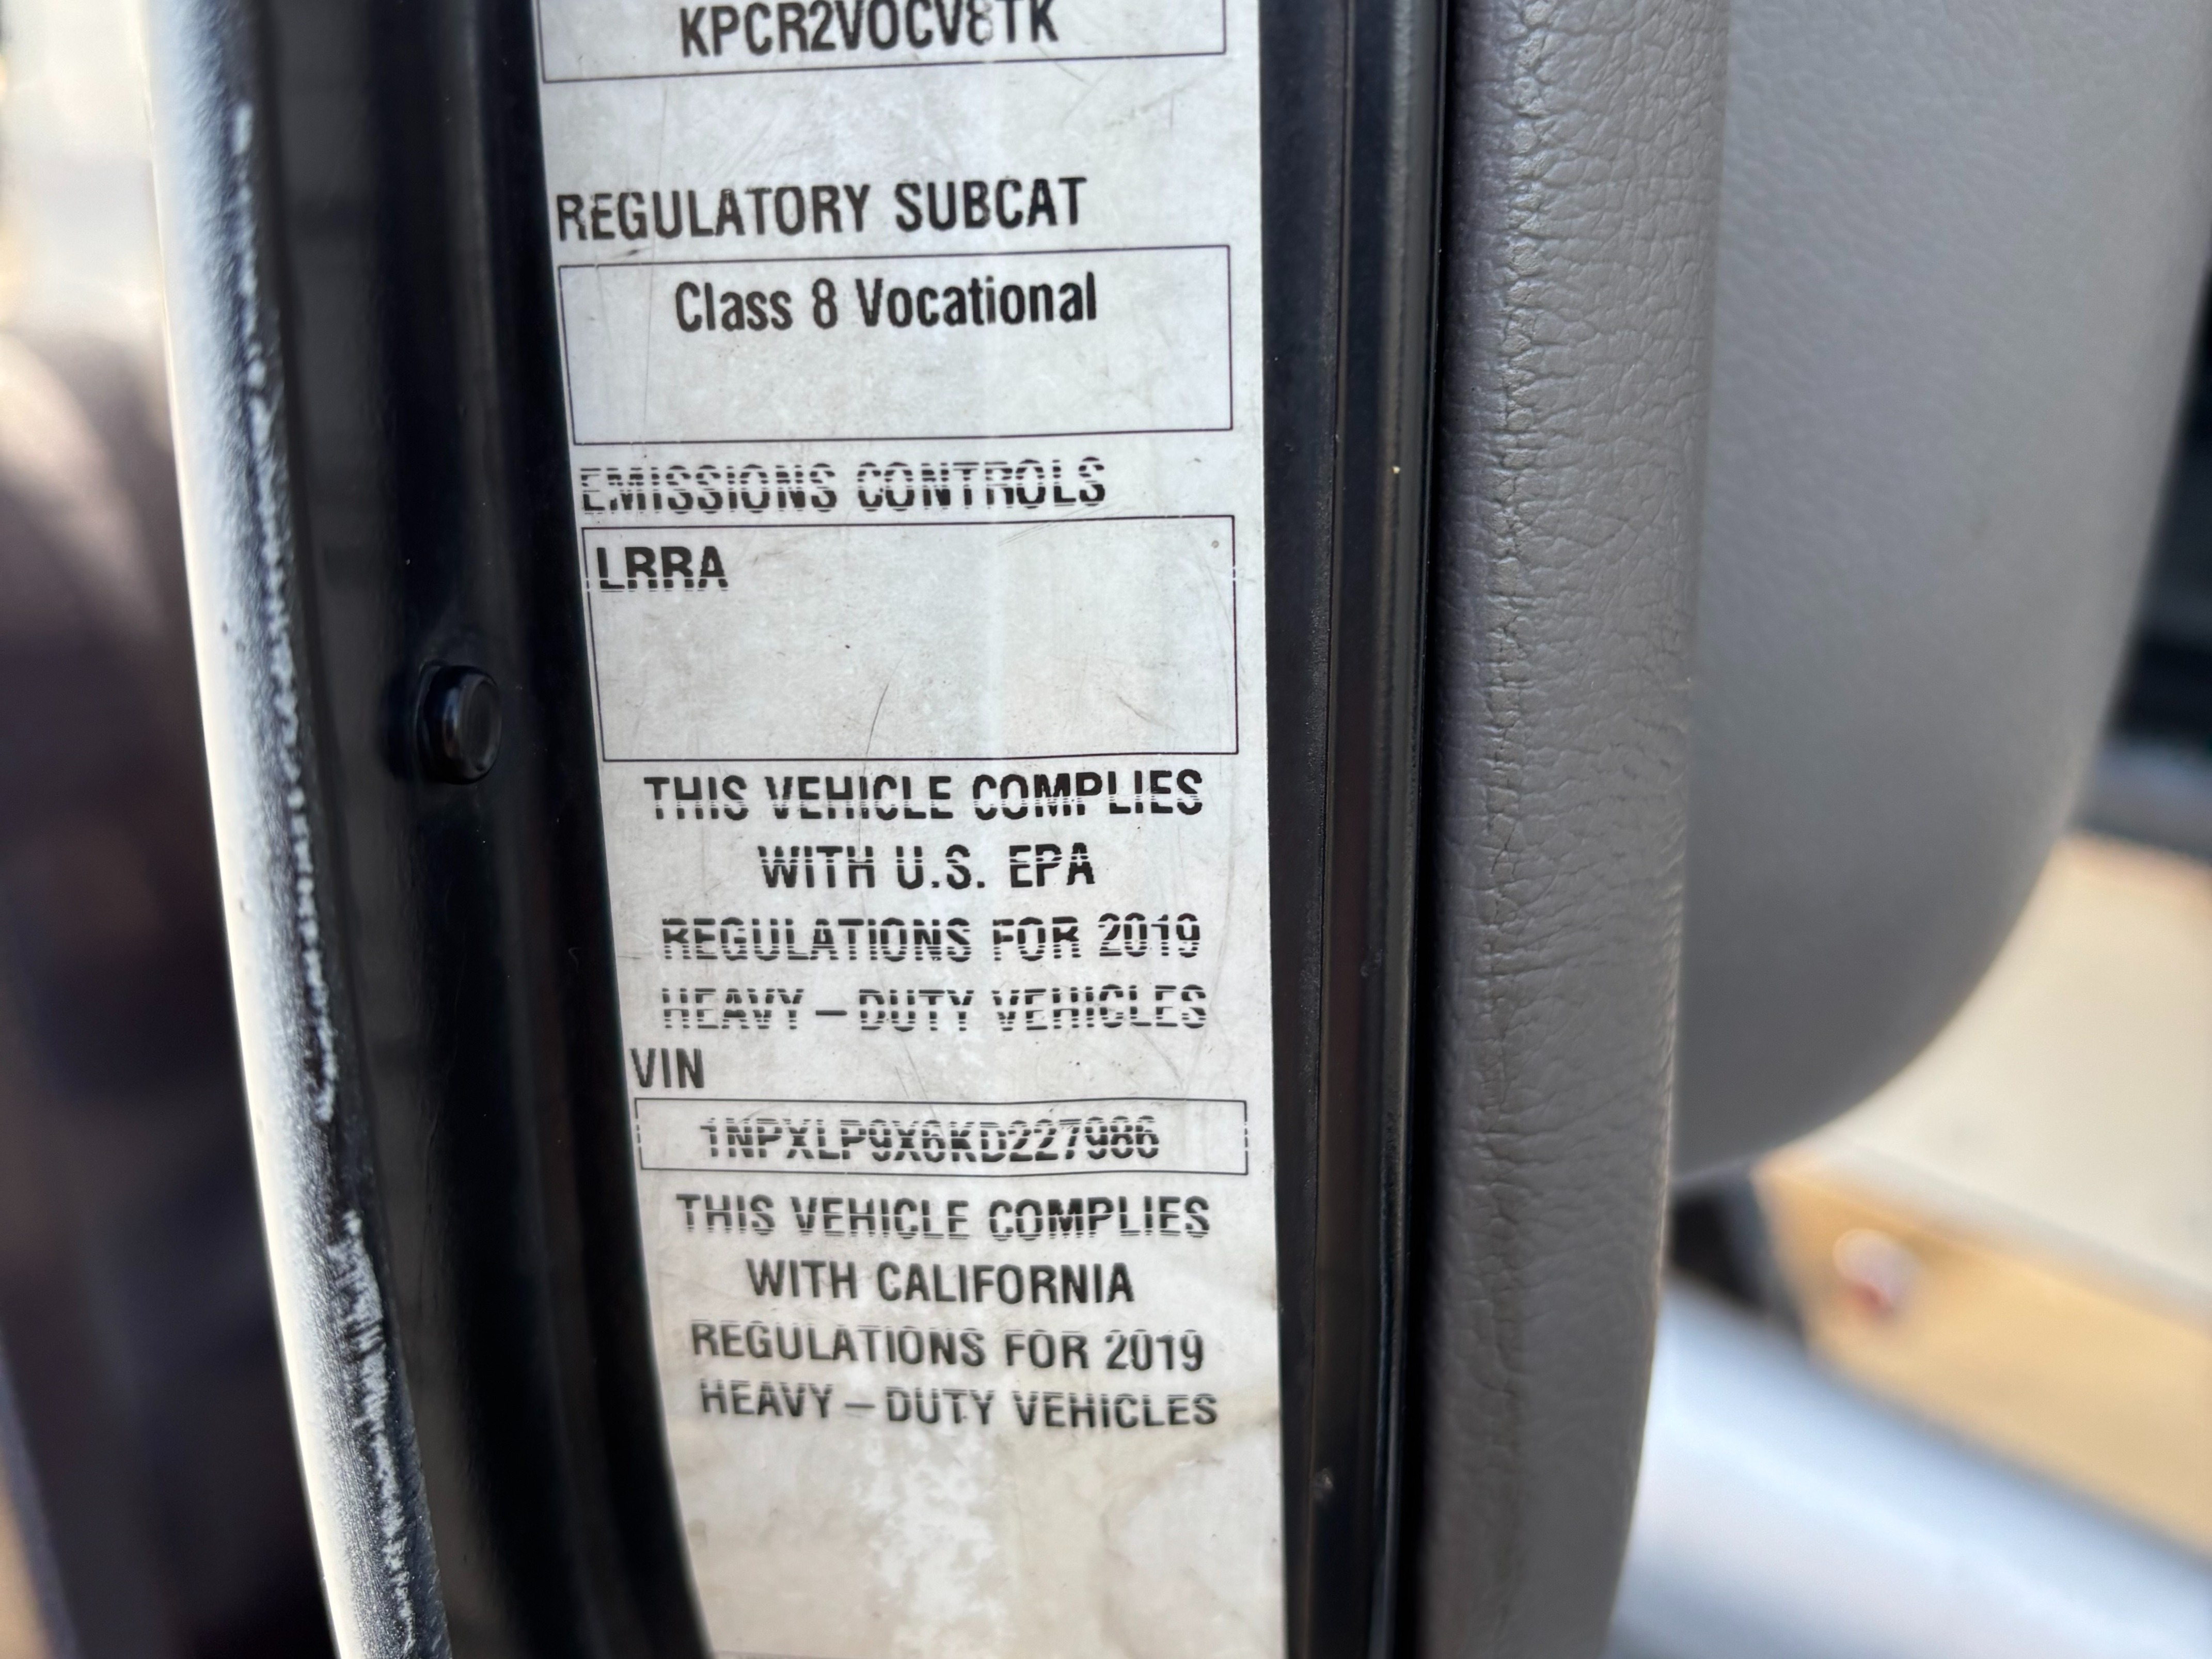 KPCR2VOCV8TK
REGULATORY SUBCAT
Class 8 Vocational
EMISSIONS CONTROLS
LRRA
THIS VEHICLE COMPLIES
WITH U.S. EPA
REGULATIONS FOR 2019
HEAVY – DUTY VEHICLES
VIN
1NPXLP9X6KD227986
THIS VEHICLE COMPLIES
WITH CALIFORNIA
REGULATIONS FOR 2019
HEAVY – DUTY VEHICLES